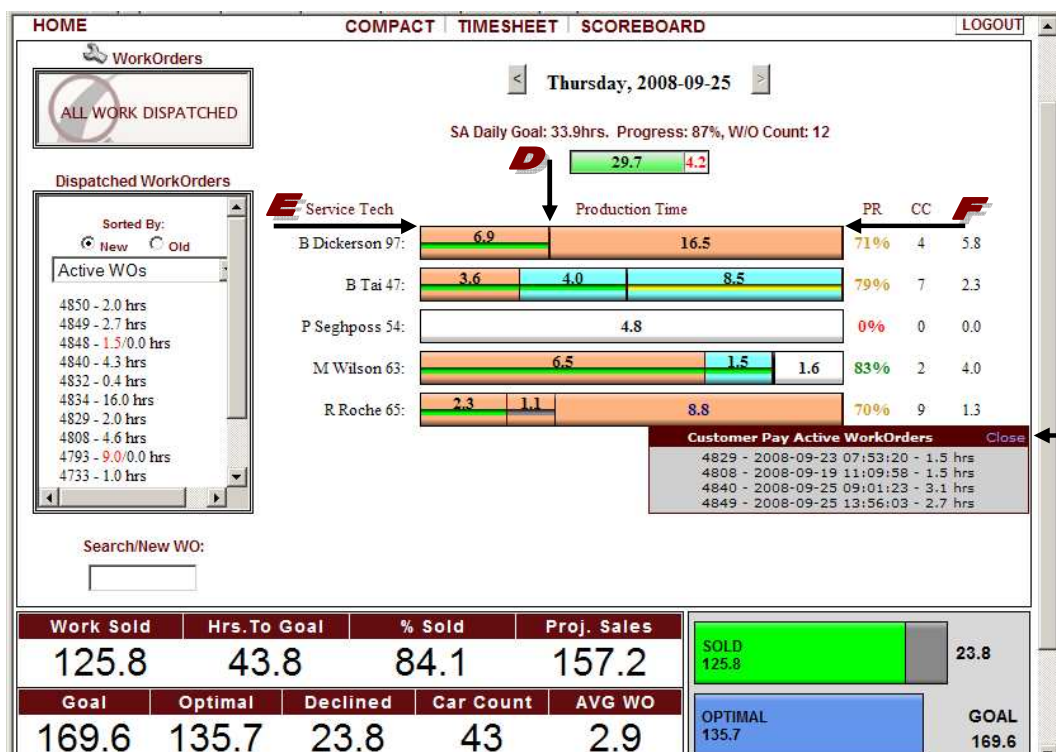 HOME COMPACT TIMESHEET SCOREBOARD LOGOUT
WorkOrders
ALL WORK DISPATCHED
< Thursday, 2008-09-25 >
SA Daily Goal: 33.9hrs. Progress: 87%, W/O Count: 12
29.7 4.2
D
Dispatched WorkOrders
Sorted By:
New Old
Active WOs
4850 - 2.0 hrs
4849 - 2.7 hrs
4848 - 1.5/0.0 hrs
4840 - 4.3 hrs
4832 - 0.4 hrs
4834 - 16.0 hrs
4829 - 2.0 hrs
4808 - 4.6 hrs
4793 - 9.0/0.0 hrs
4733 - 1.0 hrs
E Service Tech Production Time PR CC F
B Dickerson 97: 6.9 16.5 71% 4 5.8
B Tai 47: 3.6 4.0 8.5 79% 7 2.3
P Seghposs 54: 4.8 0% 0 0.0
M Wilson 63: 6.5 1.5 1.6 83% 2 4.0
R Roche 65: 2.3 1.1 8.8 70% 9 1.3
Customer Pay Active WorkOrders Close
4829 - 2008-09-23 07:53:20 - 1.5 hrs
4808 - 2008-09-19 11:09:58 - 1.5 hrs
4840 - 2008-09-25 09:01:23 - 3.1 hrs
4849 - 2008-09-25 13:56:03 - 2.7 hrs
Search/New WO:
Work Sold Hrs.To Goal % Sold Proj. Sales
125.8 43.8 84.1 157.2
Goal Optimal Declined Car Count AVG WO
169.6 135.7 23.8 43 2.9
SOLD
125.8
23.8
OPTIMAL
135.7
GOAL
169.6